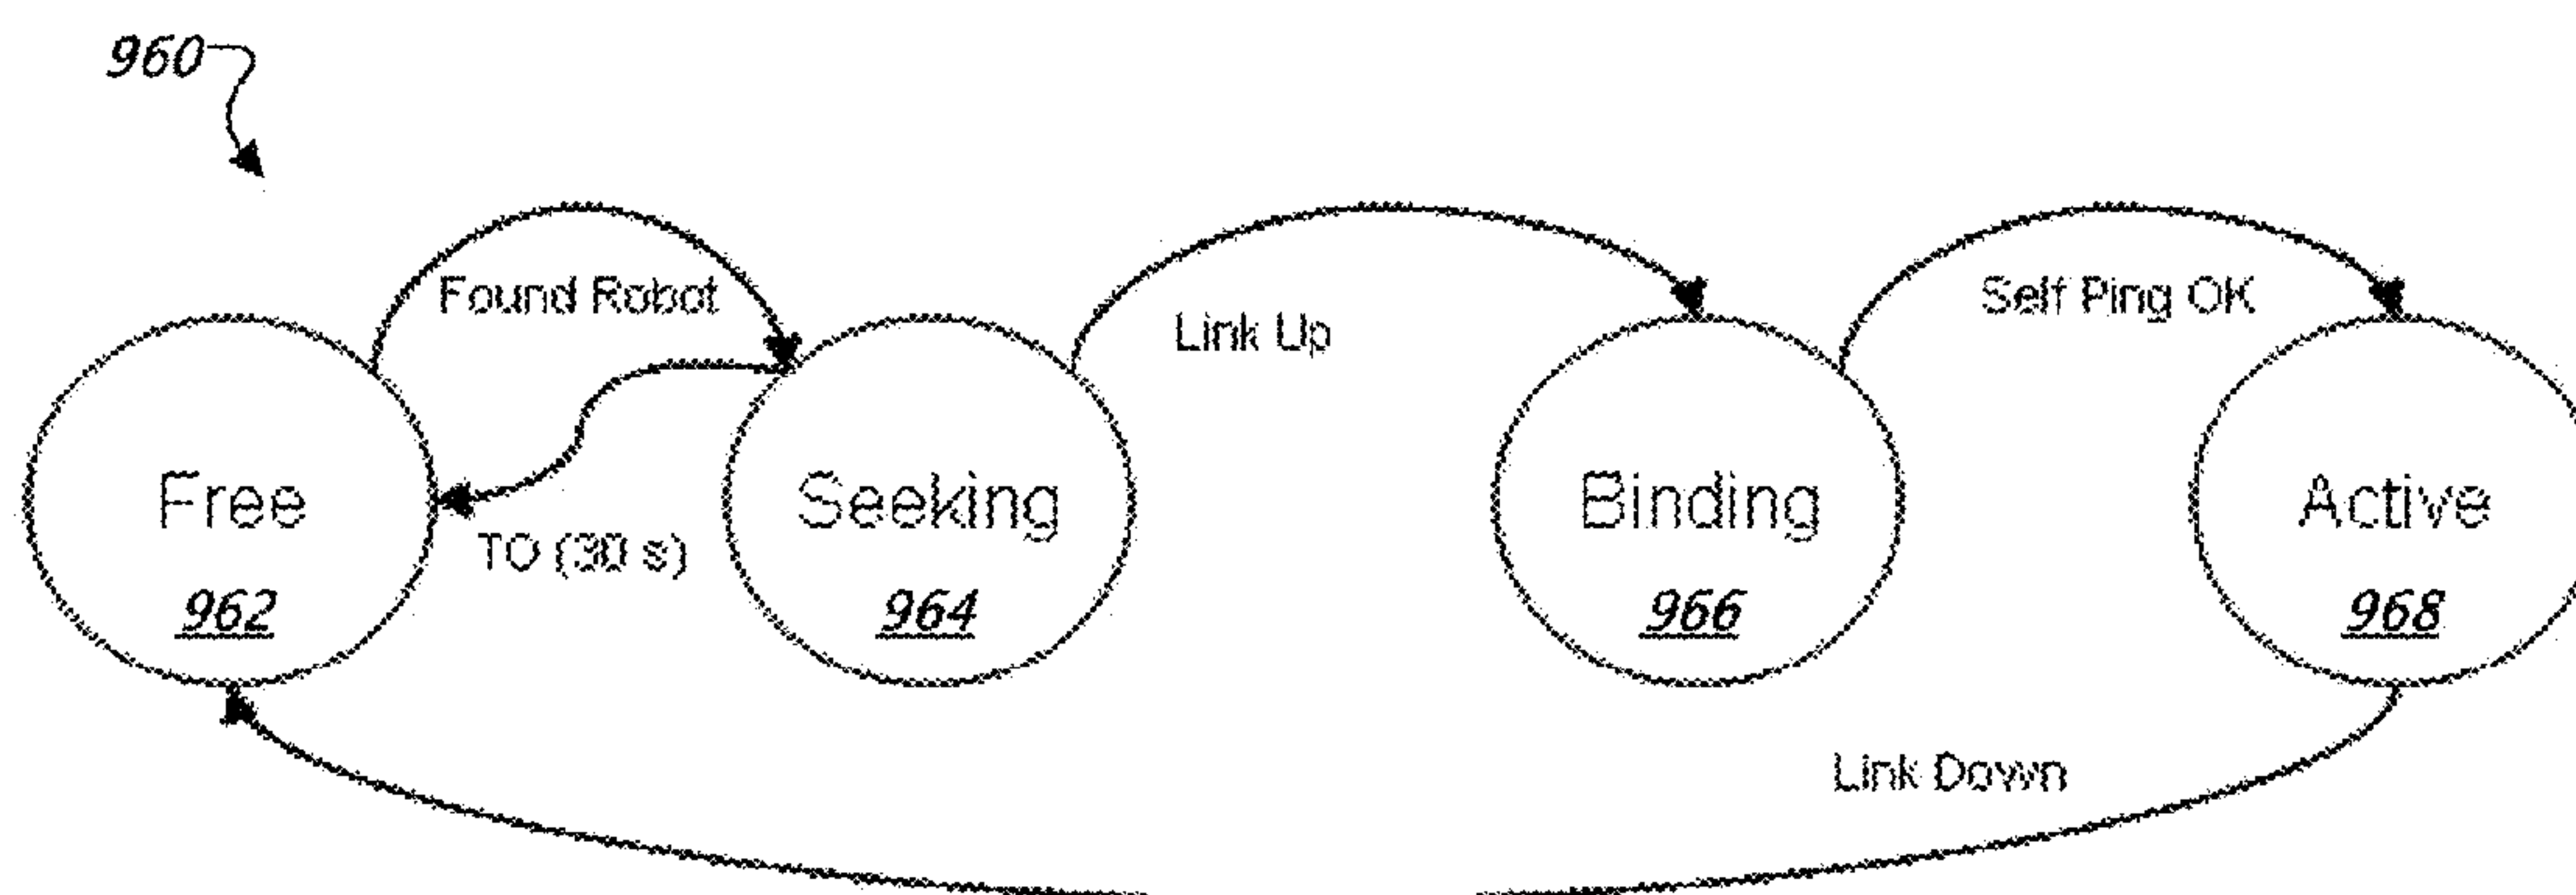 960
Found Robot
Link Up
Self Ping OK
Free
Seeking
Binding
Active
TO (30 s)
962
964
966
968
Link Down